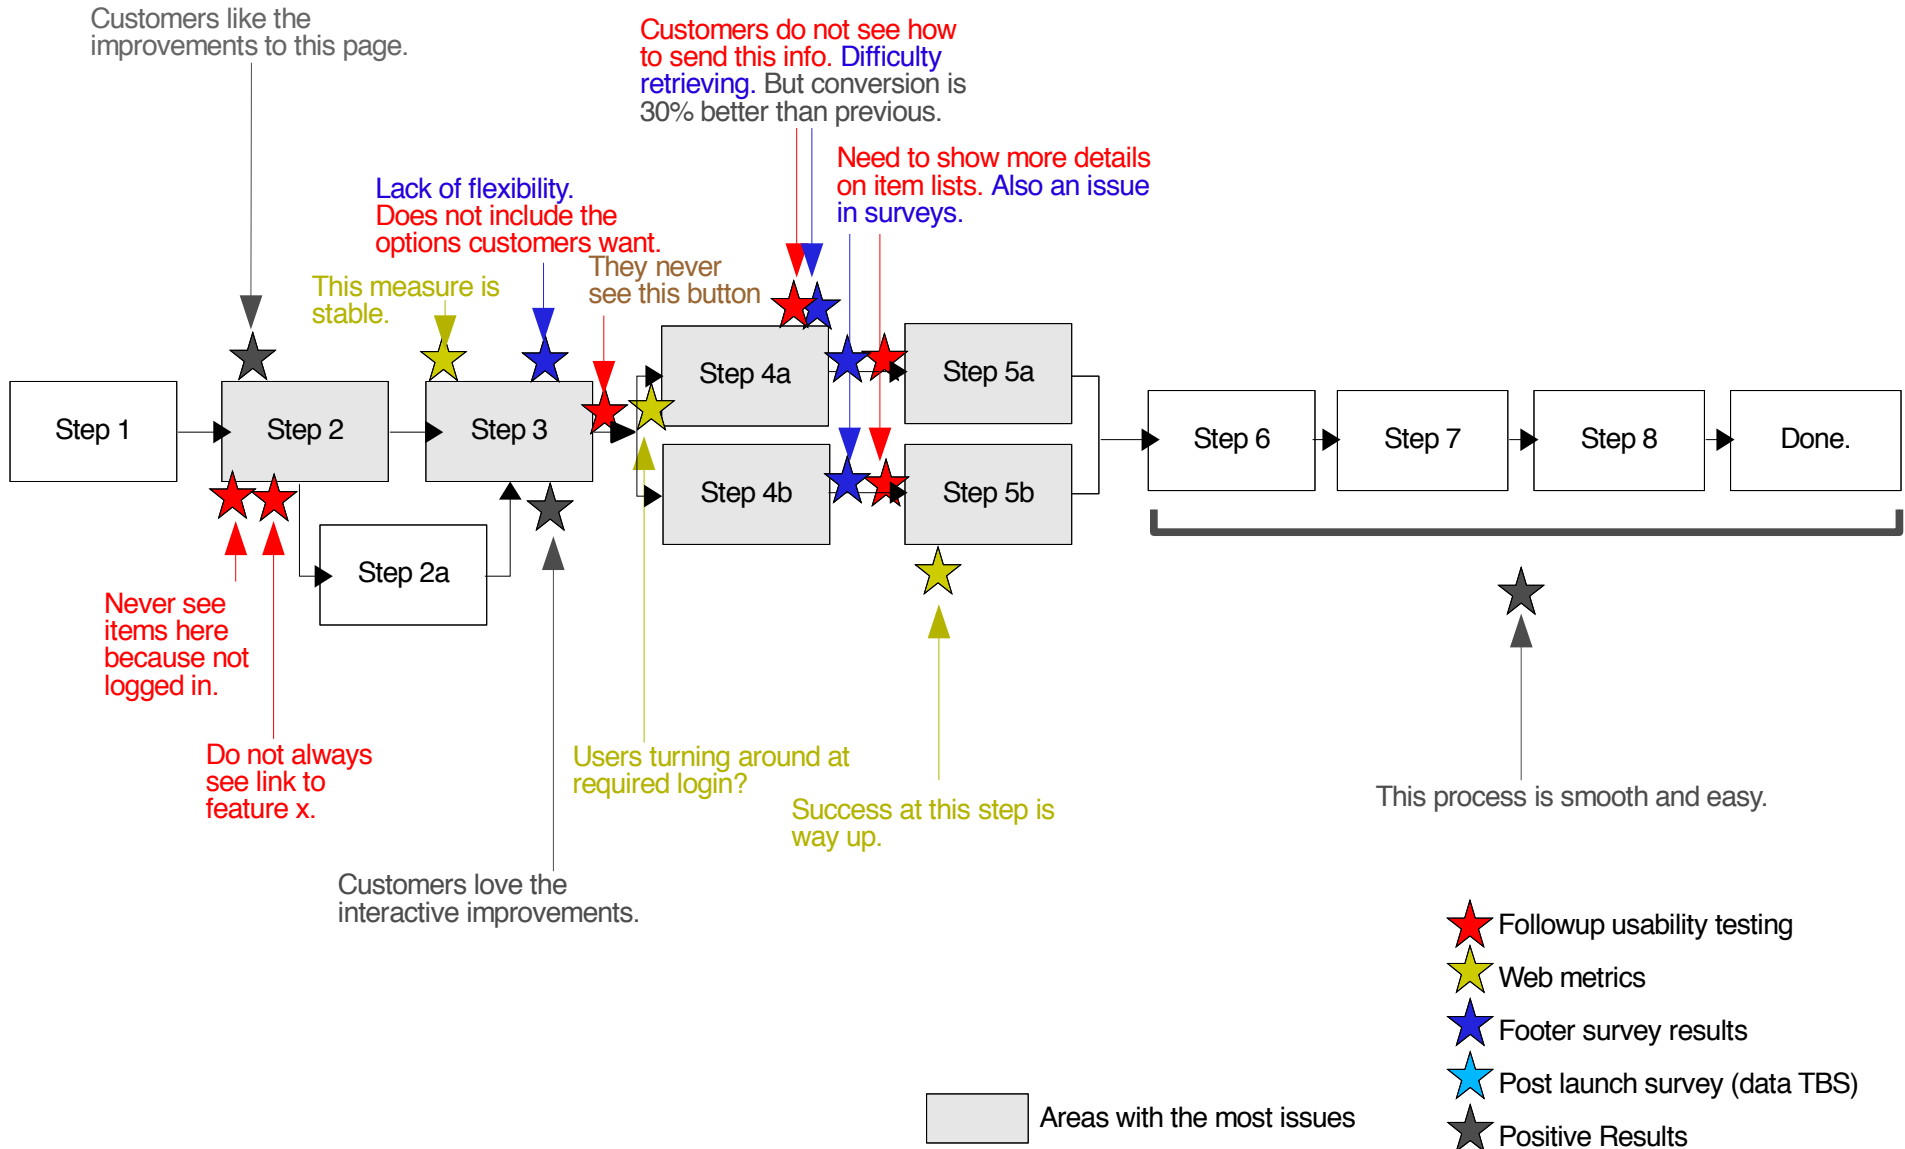 Customers like the
improvements to this page.
Customers do not see how
to send this info. Difficulty
retrieving. But conversion is
30% better than previous.
Need to show more details
on item lists. Also an issue
in surveys.
Lack of flexibility.
Does not include the
options customers want.
They never
see this button
This measure is
stable.
Step 1
Step 2
Step 3
Step 4a
Step 5a
Step 4b
Step 5b
Step 6
Step 7
Step 8
Done.
Step 2a
Never see
items here
because not
logged in.
Do not always
see link to
feature x.
Users turning around at
required login?
Success at this step is
way up.
This process is smooth and easy.
Customers love the
interactive improvements.
Followup usability testing
Web metrics
Footer survey results
Post launch survey (data TBS)
Positive Results
Areas with the most issues